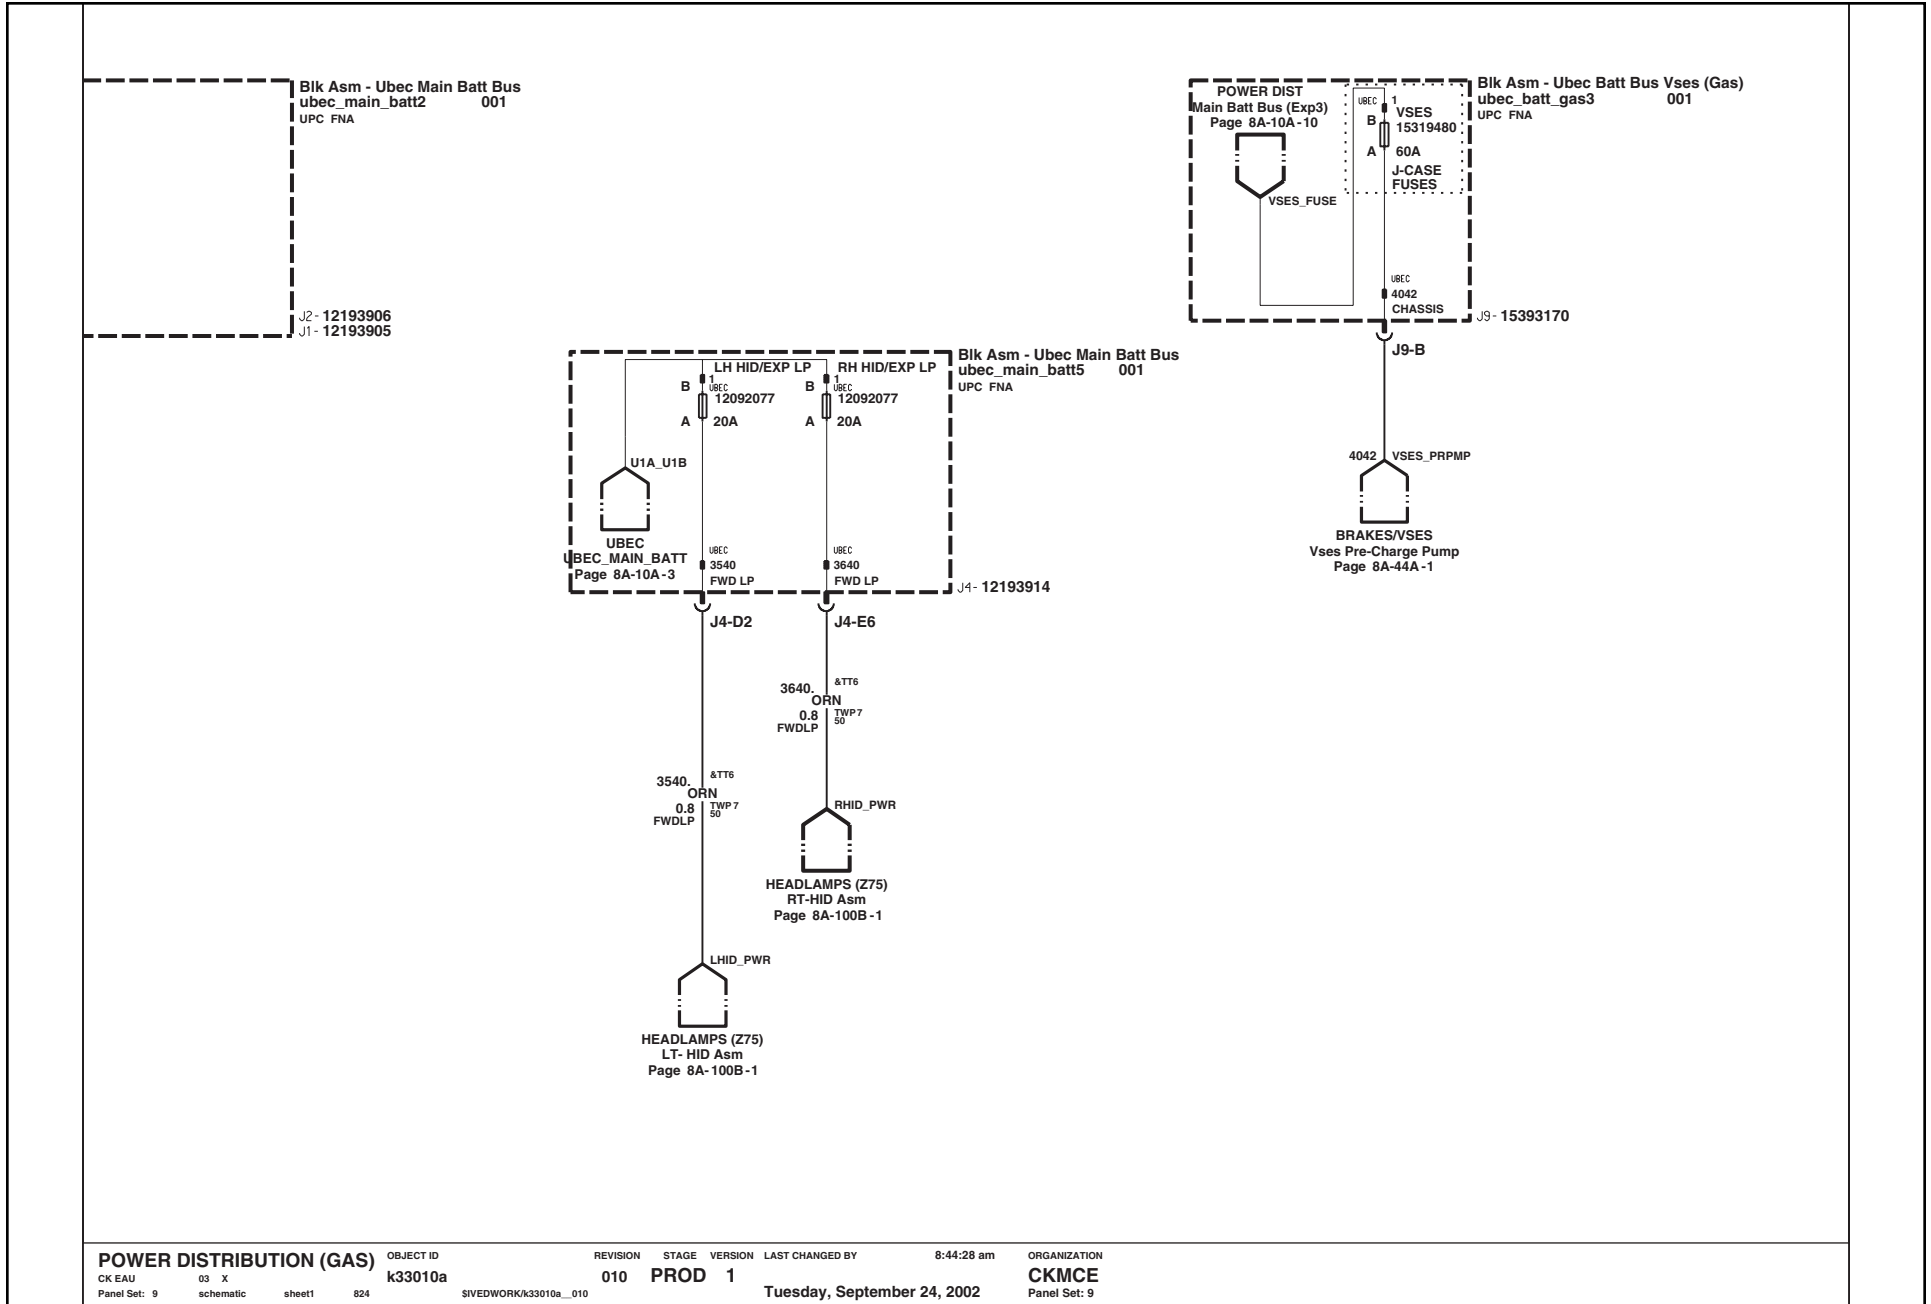 Blk Asm - Ubec Main Batt Bus
ubec_main_batt2 001
UPC FNA
J2- 12193906
J1- 12193905
POWER DIST
Main Batt Bus (Exp3)
Page 8A-10A-10
VSES_FUSE
UBEC 1
VSES
B 15319480
A 60A
J-CASE
FUSES
UBEC
4042
CHASSIS
Blk Asm - Ubec Batt Bus Vses (Gas)
ubec_batt_gas3 001
UPC FNA
J9- 15393170
J9-B
4042 VSES_PRPMP
BRAKES/VSES
Vses Pre-Charge Pump
Page 8A-44A-1
Blk Asm - Ubec Main Batt Bus
ubec_main_batt5 001
UPC FNA
LH HID/EXP LP RH HID/EXP LP
B 1 B 1
UBEC UBEC
12092077 12092077
A 20A A 20A
U1A_U1B
UBEC
UBEC_MAIN_BATT
Page 8A-10A-3
UBEC UBEC
3540 3640
FWD LP FWD LP
J4- 12193914
J4-D2 J4-E6
3640. &TT6
ORN
0.8 TWP7
FWDLP 50
3540. &TT6
ORN
0.8 TWP7
FWDLP 50
RHID_PWR
HEADLAMPS (Z75)
RT-HID Asm
Page 8A-100B-1
LHID_PWR
HEADLAMPS (Z75)
LT- HID Asm
Page 8A-100B-1
POWER DISTRIBUTION (GAS) OBJECT ID REVISION STAGE VERSION LAST CHANGED BY 8:44:28 am ORGANIZATION
CK EAU 03 X k33010a 010 PROD 1 CKMCE
Panel Set: 9 schematic sheet1 824 $IVEDWORK/k33010a__010 Tuesday, September 24, 2002 Panel Set: 9